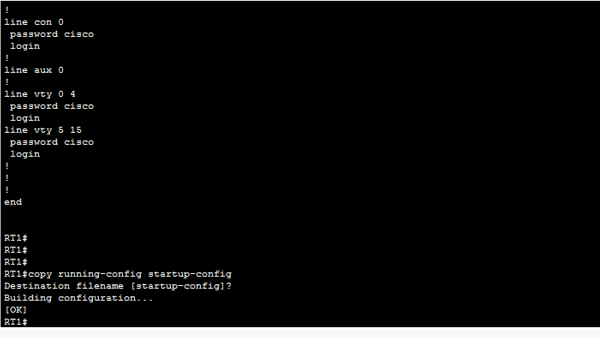 !
line con 0
 password cisco
 login
!
line aux 0
!
line vty 0 4
 password cisco
 login
line vty 5 15
 password cisco
 login
!
!
!
end
RT1#
RT1#
RT1#
RT1#copy running-config startup-config
Destination filename [startup-config]?
Building configuration...
[OK]
RT1#